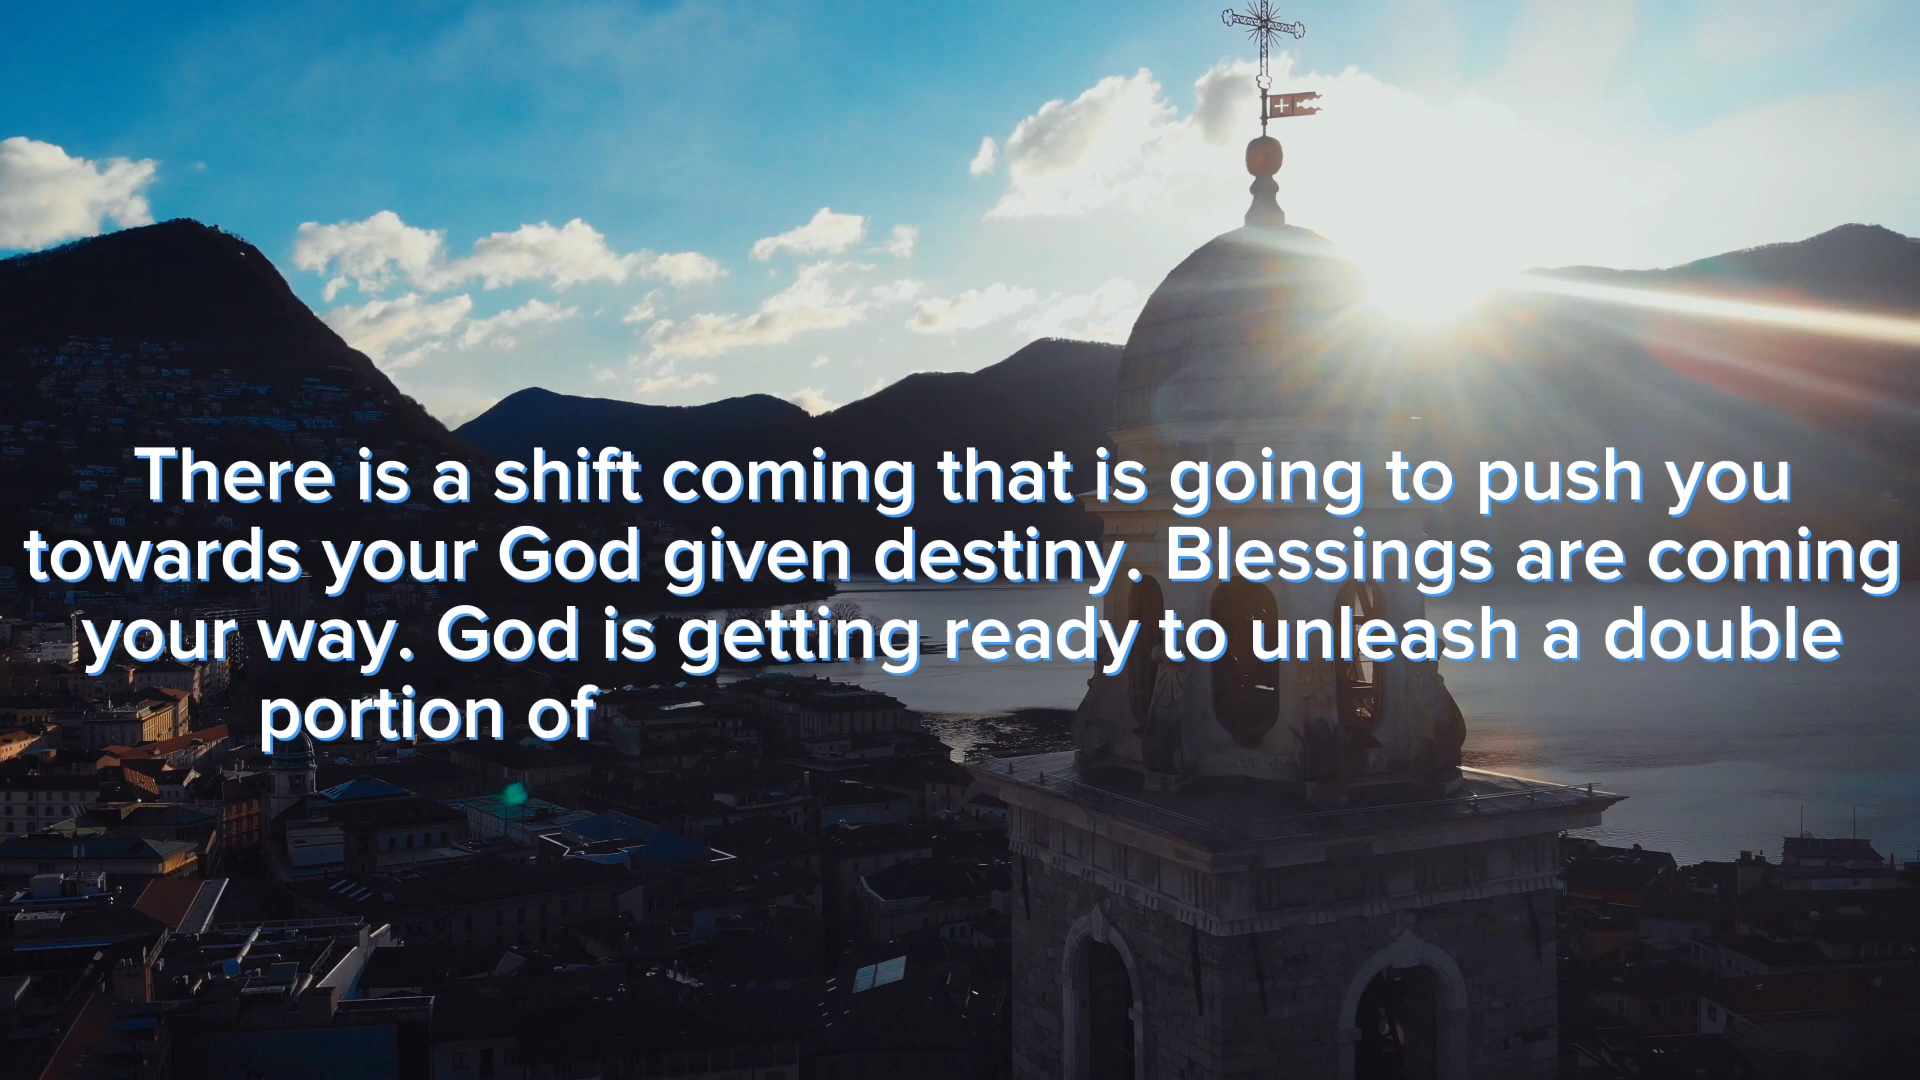 There is a shift coming that is going to push you
towards your God given destiny. Blessings are coming
your way. God is getting ready to unleash a double
portion of